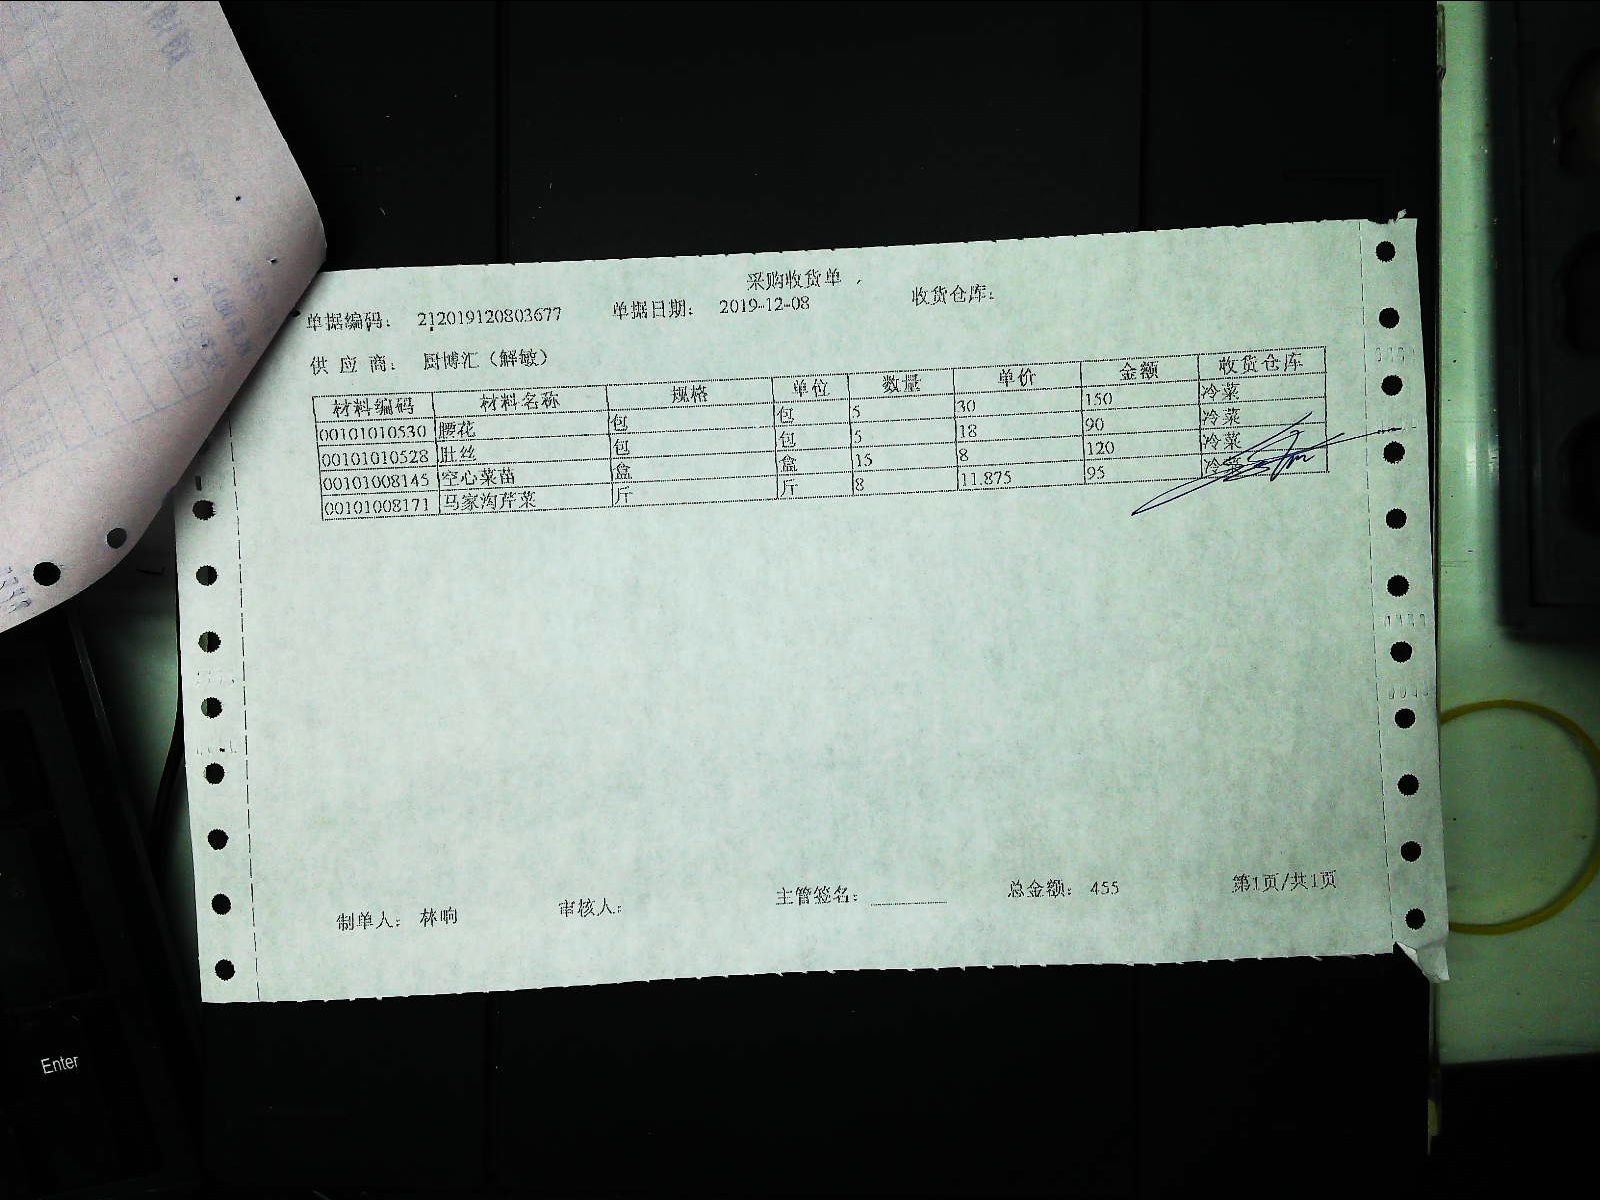 采购收货单
单据编码： 212019120803677 单据日期： 2019-12-08 收货仓库：
供 应 商： 厨博汇（解敏）
材料编码 材料名称 规格 单位 数量 单价 金额 收货仓库
00101010530 腰花 包 包 5 30 150 冷菜
00101010528 肚丝 包 包 5 18 90 冷菜
00101008145 空心菜苗 盒 盒 15 8 120 冷菜
00101008171 马家沟芹菜 斤 斤 8 11.875 95 冷菜
制单人： 林响 审核人： 主管签名： 总金额： 455 第1页/共1页
Enter